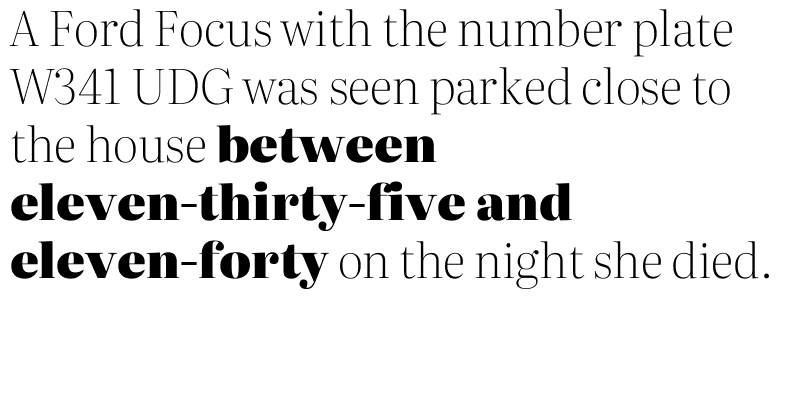 A Ford Focus with the number plate
W341 UDG was seen parked close to
the house between
eleven-thirty-five and
eleven-forty on the night she died.